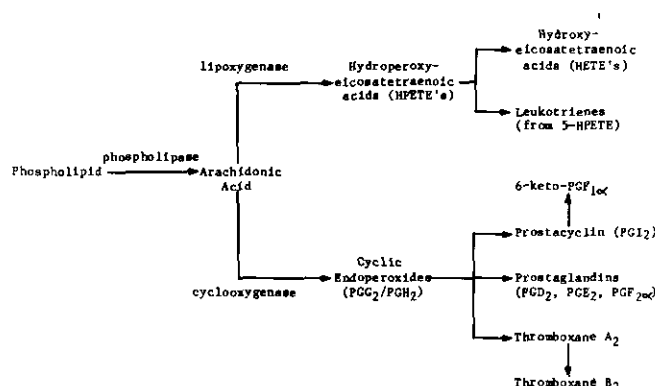 Hydroxy-
eicosatetraenoic
acids (HETE's)
lipoxygenase
Hydroperoxy-
eicosatetraenoic
acids (HPETE's)
Leukotrienes
(from 5-HPETE)
phospholipase
Phospholipid
Arachidonic
Acid
6-keto-PGF₁α
Prostacyclin (PGI₂)
Cyclic
Endoperoxides
(PGG₂/PGH₂)
cyclooxygenase
Prostaglandins
(PGD₂, PGE₂, PGF₂α)
Thromboxane A₂
Thromboxane B₂